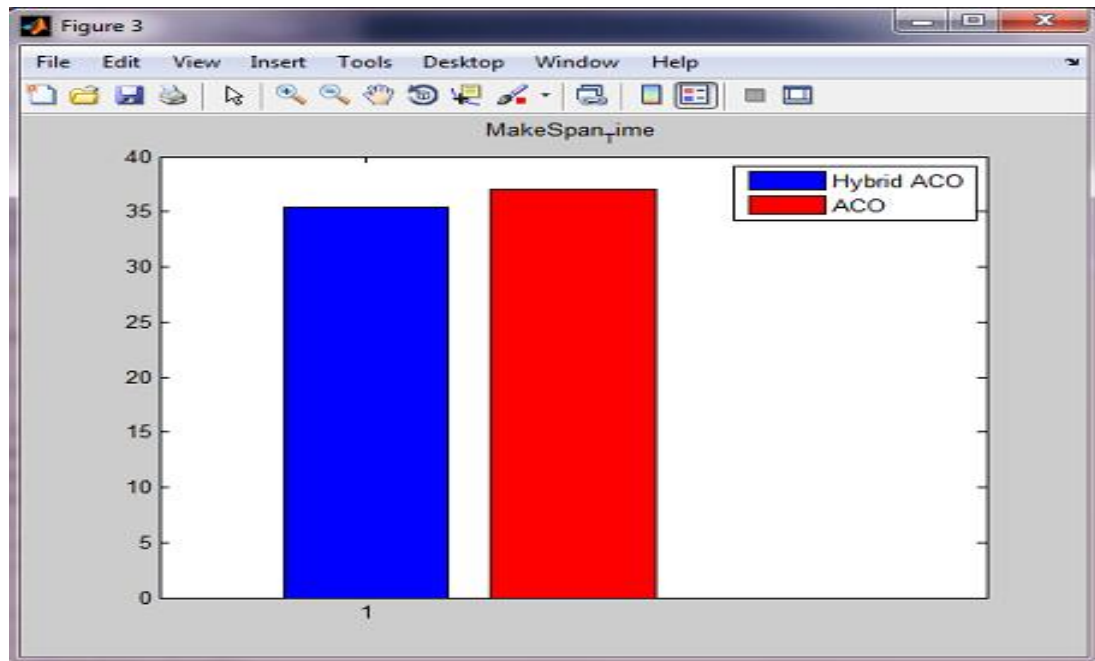 Figure 3
File Edit View Insert Tools Desktop Window Help
MakeSpan_Time
40
35
30
25
20
15
10
5
0
1
Hybrid ACO
ACO